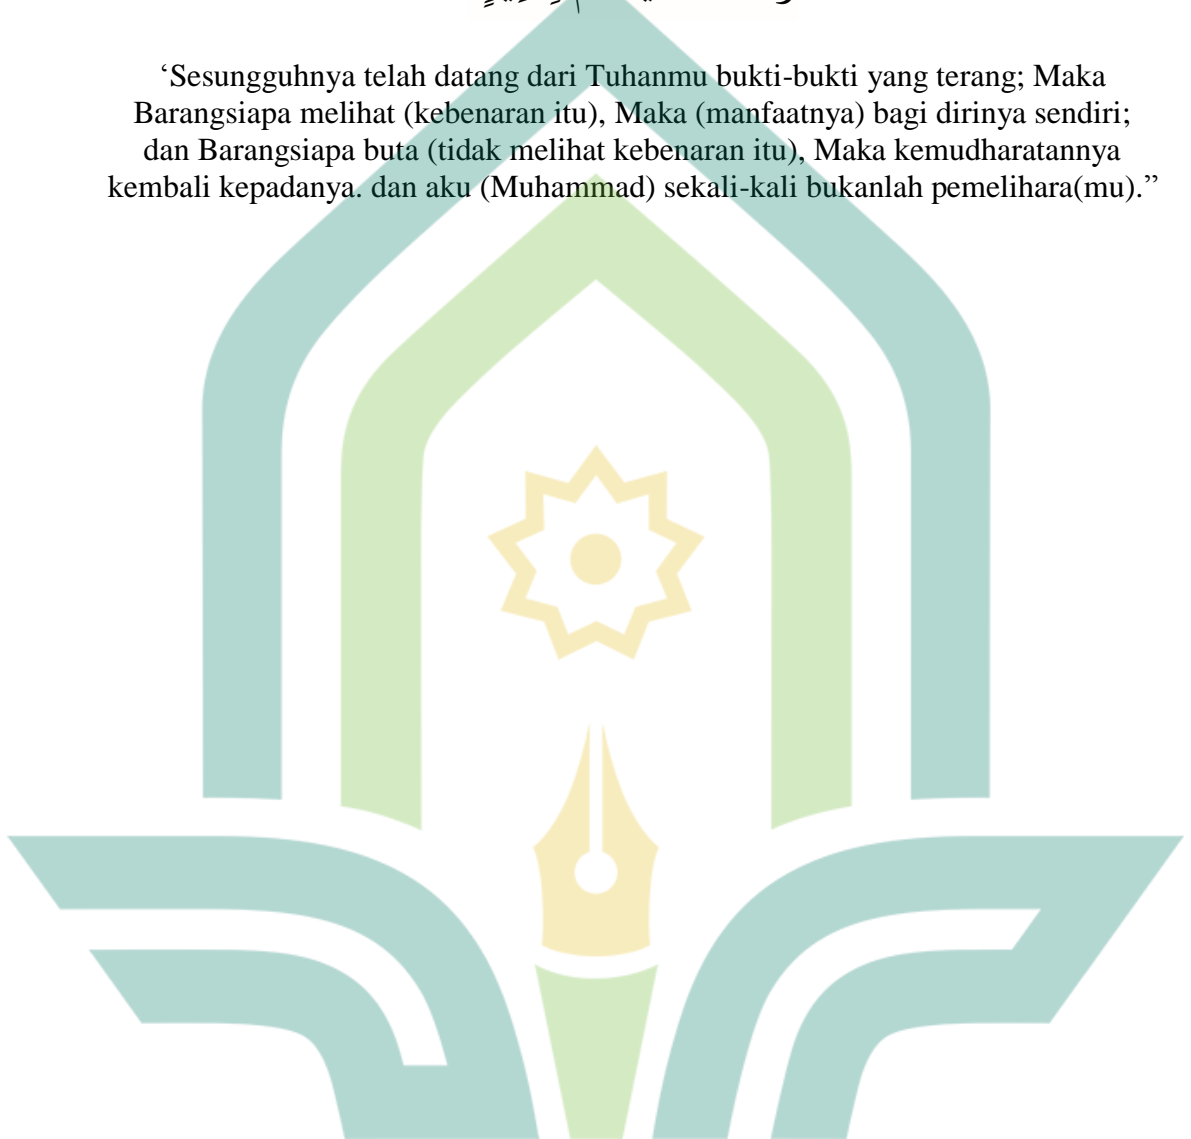 ‘Sesungguhnya telah datang dari Tuhanmu bukti-bukti yang terang; Maka
Barangsiapa melihat (kebenaran itu), Maka (manfaatnya) bagi dirinya sendiri;
dan Barangsiapa buta (tidak melihat kebenaran itu), Maka kemudharatannya
kembali kepadanya. dan aku (Muhammad) sekali-kali bukanlah pemelihara(mu).”